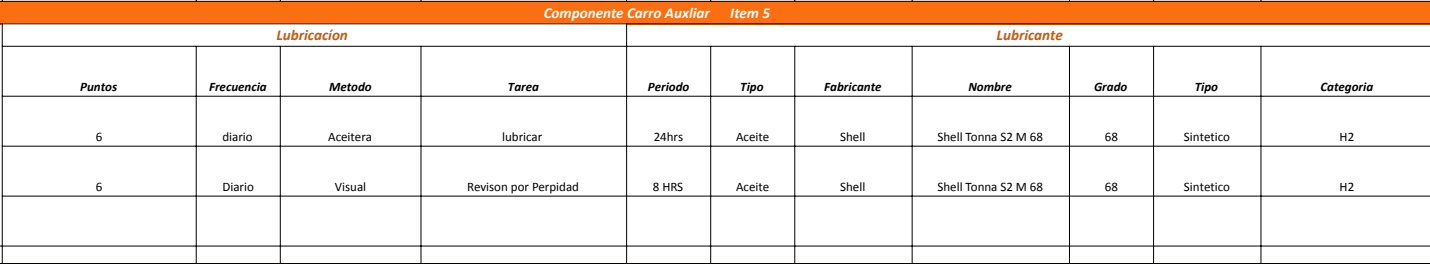 Componente Carro Auxliar Item 5
Lubricacíon Lubricante
Puntos Frecuencia Metodo Tarea Periodo Tipo Fabricante Nombre Grado Tipo Categoria
6 diario Aceitera lubricar 24hrs Aceite Shell Shell Tonna S2 M 68 68 Sintetico H2
6 Diario Visual Revison por Perpidad 8 HRS Aceite Shell Shell Tonna S2 M 68 68 Sintetico H2